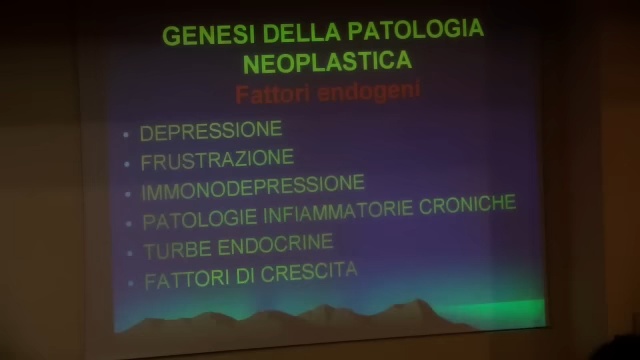 GENESI DELLA PATOLOGIA
NEOPLASTICA
Fattori endogeni
• DEPRESSIONE
• FRUSTRAZIONE
• IMMONODEPRESSIONE
• PATOLOGIE INFIAMMATORIE CRONICHE
• TURBE ENDOCRINE
• FATTORI DI CRESCITA